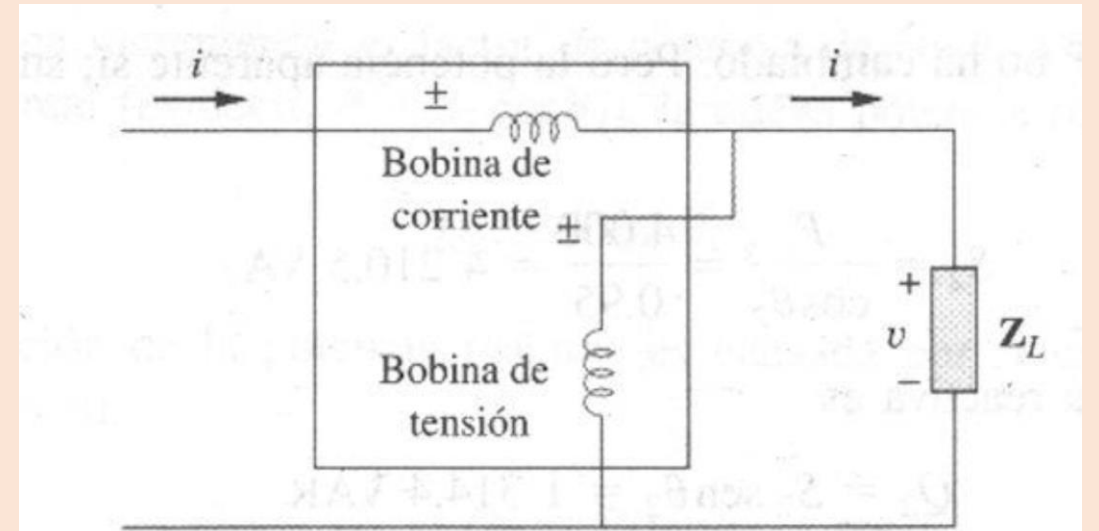 i
i
±
Bobina de
corriente ±
+
v
Z_L
Bobina de
tensión
−